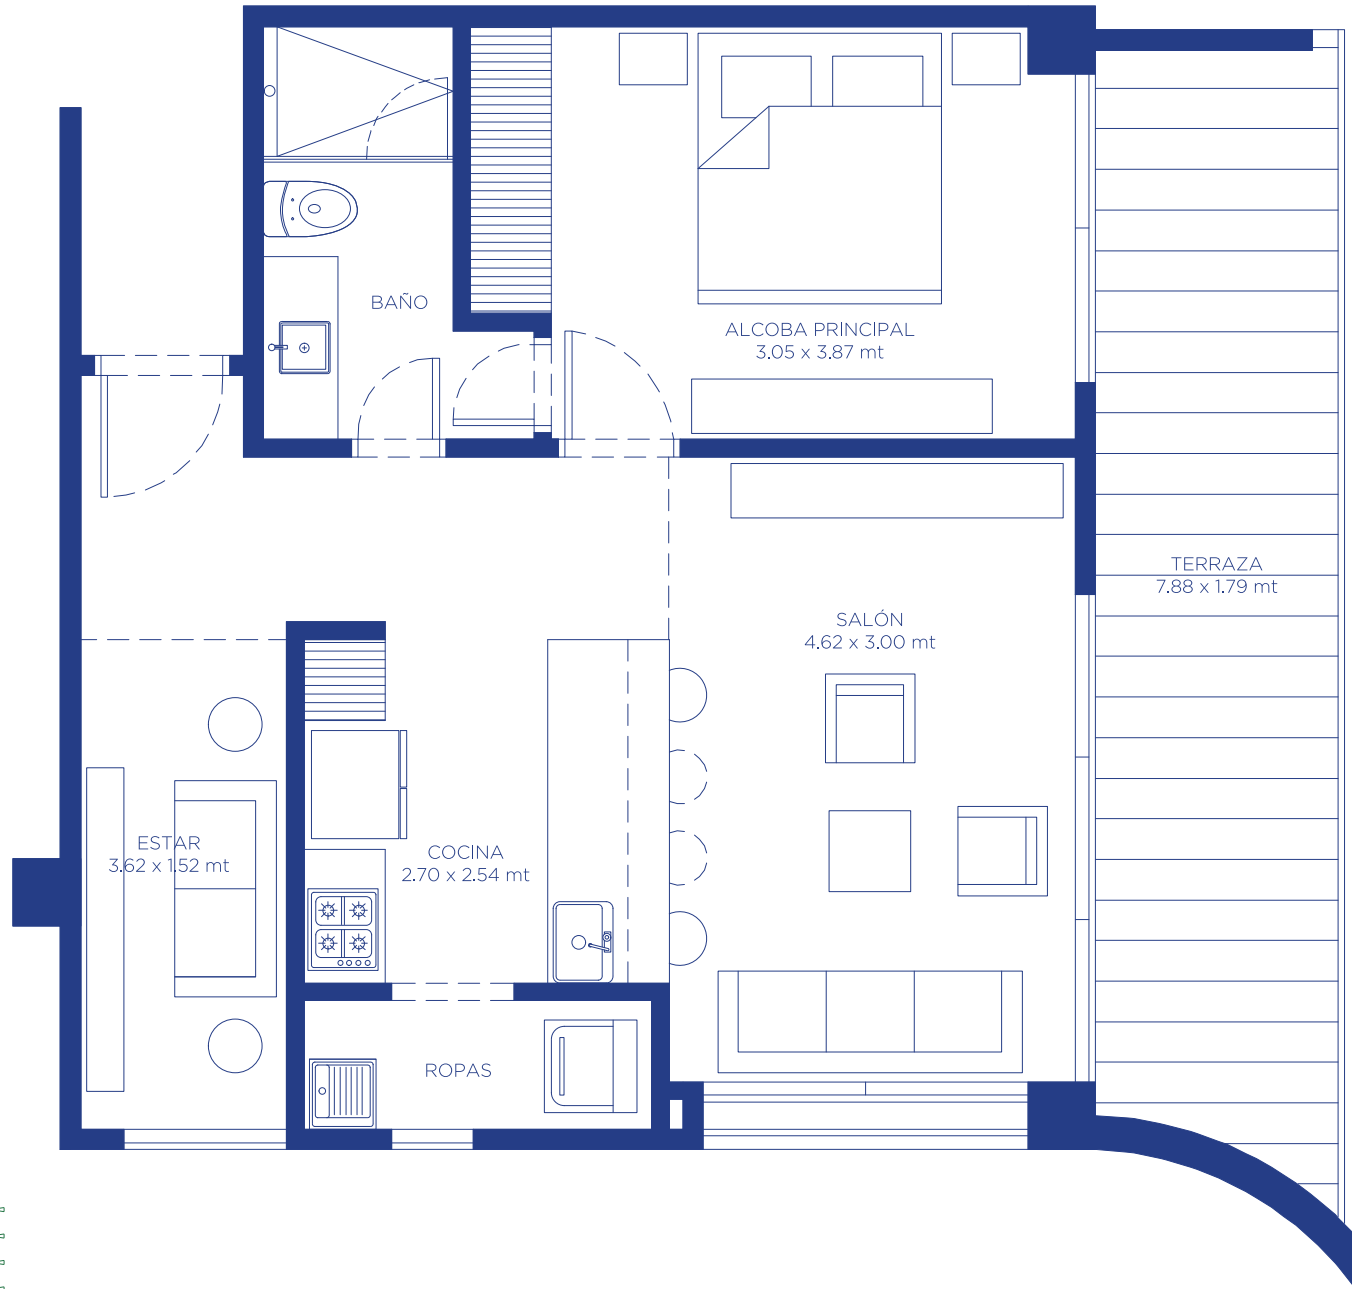 BAÑO
ALCOBA PRINCIPAL
3.05 x 3.87 mt
TERRAZA
7.88 x 1.79 mt
SALÓN
4.62 x 3.00 mt
ESTAR
3.62 x 1.52 mt
COCINA
2.70 x 2.54 mt
ROPAS